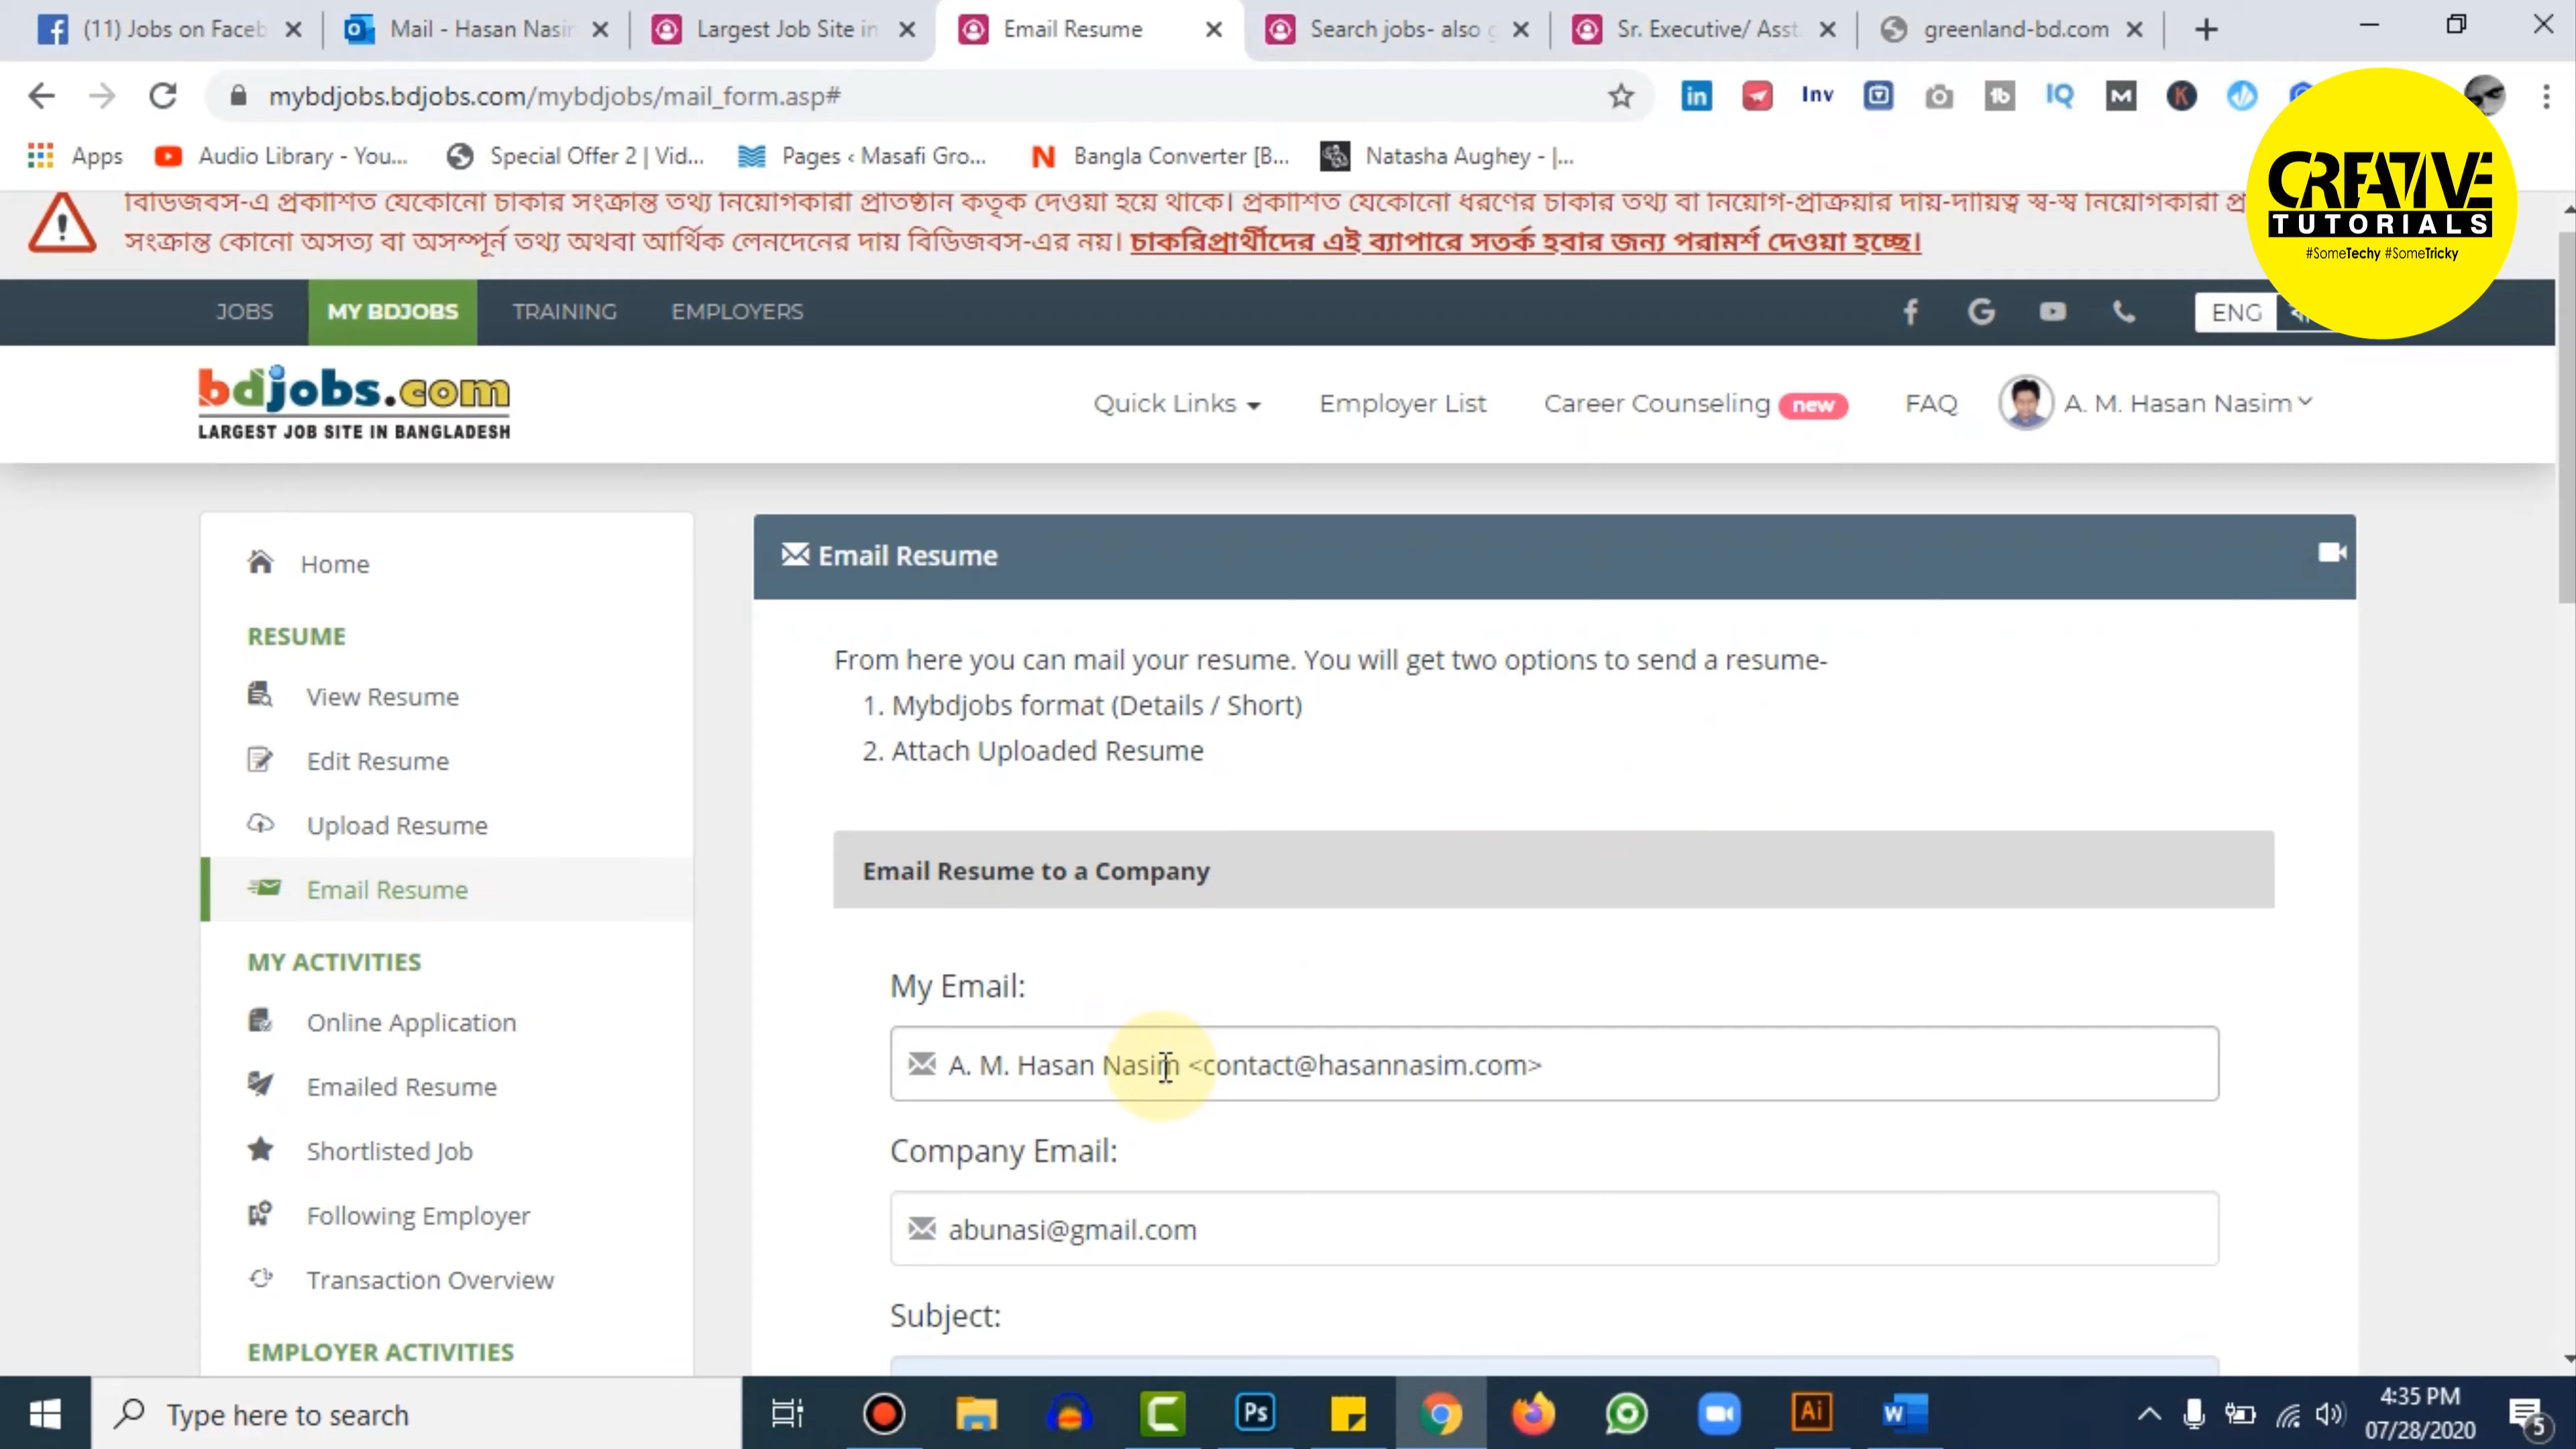 (11) Jobs on Faceb
Mail - Hasan Nasir
Largest Job Site in
Email Resume
Search jobs- also g
Sr. Executive/ Asst.
greenland-bd.com
mybdjobs.bdjobs.com/mybdjobs/mail_form.asp#
Inv
IQ
Apps
Audio Library - You...
Special Offer 2 | Vid...
Pages ‹ Masafi Gro...
Bangla Converter [B...
Natasha Aughey - |...
CREATIVE
TUTORIALS
#SomeTechy #SomeTricky
বিডিজবস-এ প্রকাশিত যেকোনো চাকরি সংক্রান্ত তথ্য নিয়োগকারী প্রতিষ্ঠান কর্তৃক দেওয়া হয়ে থাকে। প্রকাশিত যেকোনো ধরণের চাকরি তথ্য বা নিয়োগ-প্রক্রিয়ার দায়-দায়িত্ব স্ব-স্ব নিয়োগকারী
সংক্রান্ত কোনো অসত্য বা অসম্পূর্ন তথ্য অথবা আর্থিক লেনদেনের দায় বিডিজবস-এর নয়। চাকরিপ্রার্থীদের এই ব্যাপারে সতর্ক হবার জন্য পরামর্শ দেওয়া হচ্ছে।
JOBS
MY BDJOBS
TRAINING
EMPLOYERS
ENG
bdjobs.com
LARGEST JOB SITE IN BANGLADESH
Quick Links
Employer List
Career Counseling new
FAQ
A. M. Hasan Nasim
Home
RESUME
View Resume
Edit Resume
Upload Resume
Email Resume
MY ACTIVITIES
Online Application
Emailed Resume
Shortlisted Job
Following Employer
Transaction Overview
EMPLOYER ACTIVITIES
Email Resume
From here you can mail your resume. You will get two options to send a resume-
1. Mybdjobs format (Details / Short)
2. Attach Uploaded Resume
Email Resume to a Company
My Email:
A. M. Hasan Nasim <contact@hasannasim.com>
Company Email:
abunasi@gmail.com
Subject:
Type here to search
Ps
Ai
W
4:35 PM
07/28/2020
5